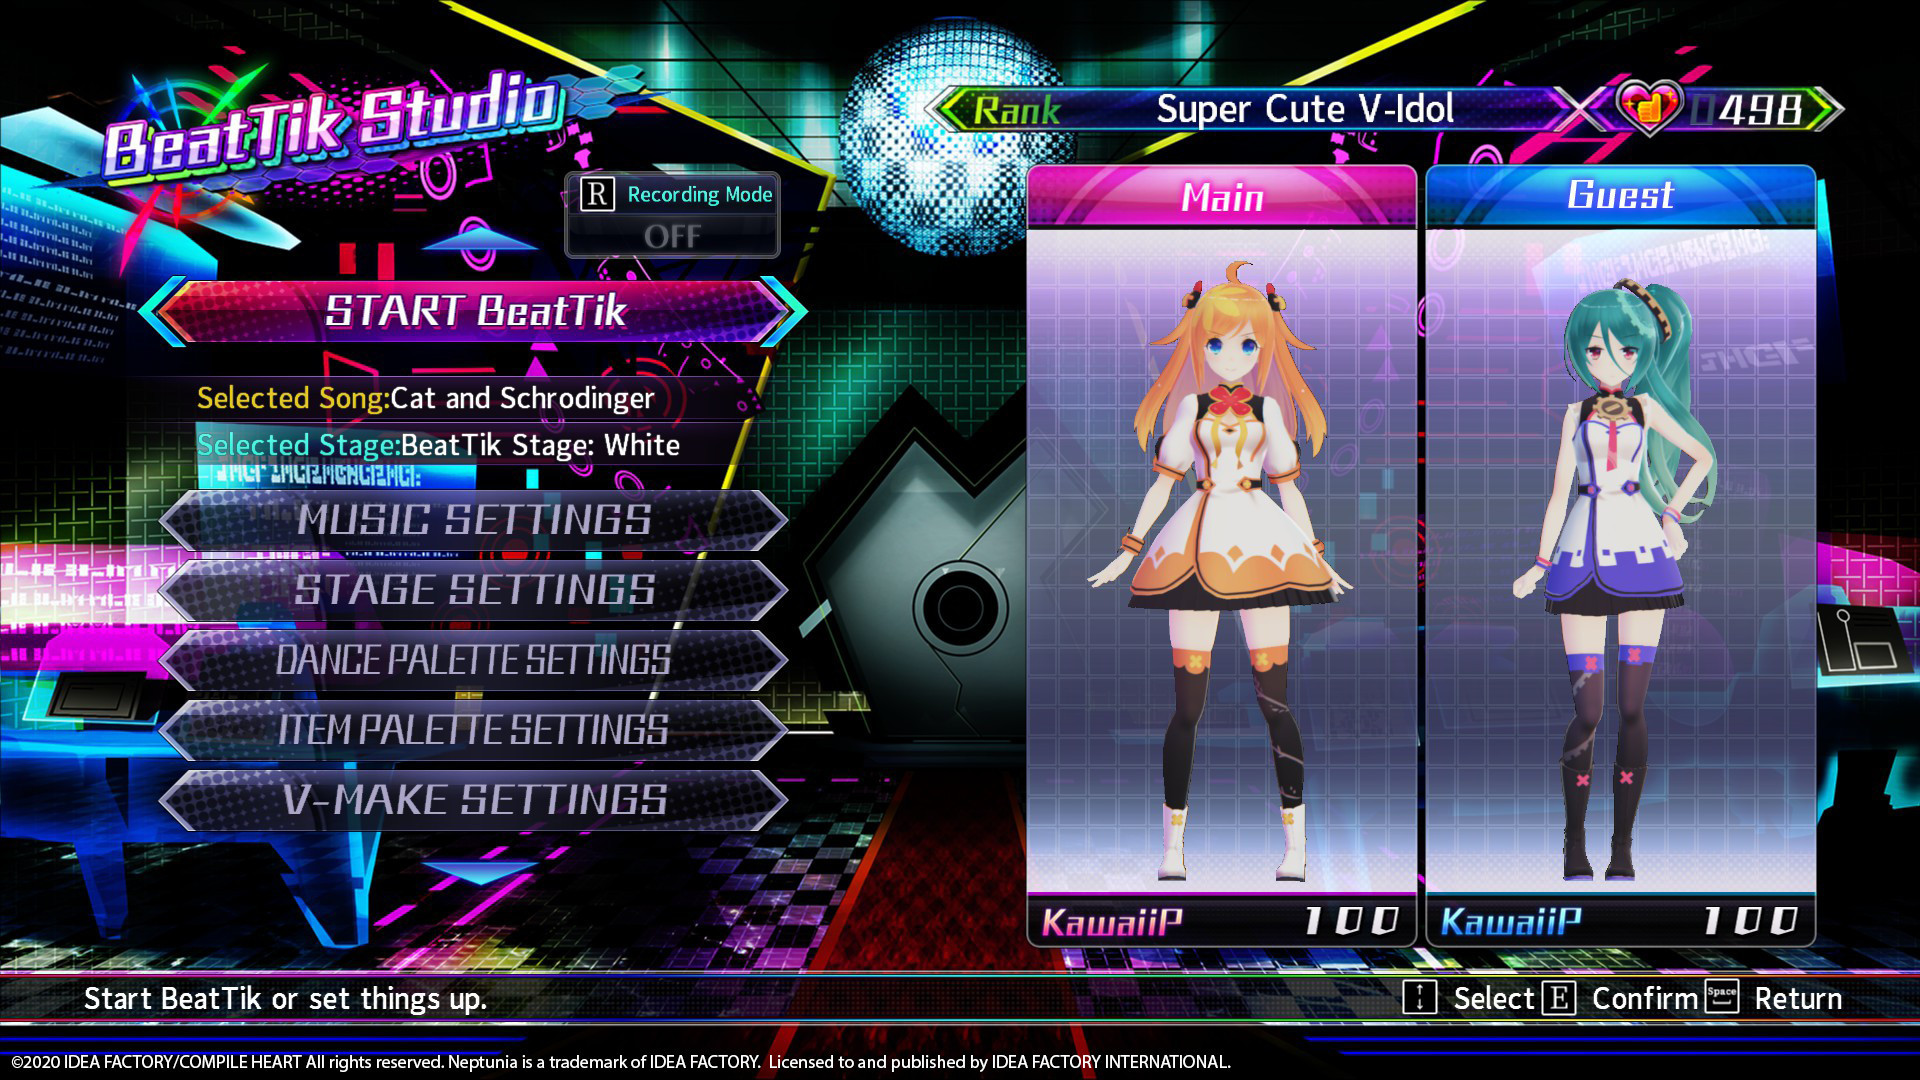 BeatTik Studio
Rank Super Cute V-Idol 0498
R Recording Mode
OFF
START BeatTik
Selected Song:Cat and Schrodinger
Selected Stage:BeatTik Stage: White
MUSIC SETTINGS
STAGE SETTINGS
DANCE PALETTE SETTINGS
ITEM PALETTE SETTINGS
V-MAKE SETTINGS
Main
KawaiiP 100
Guest
KawaiiP 100
Start BeatTik or set things up.
Select E Confirm Space Return
©2020 IDEA FACTORY/COMPILE HEART All rights reserved. Neptunia is a trademark of IDEA FACTORY. Licensed to and published by IDEA FACTORY INTERNATIONAL.